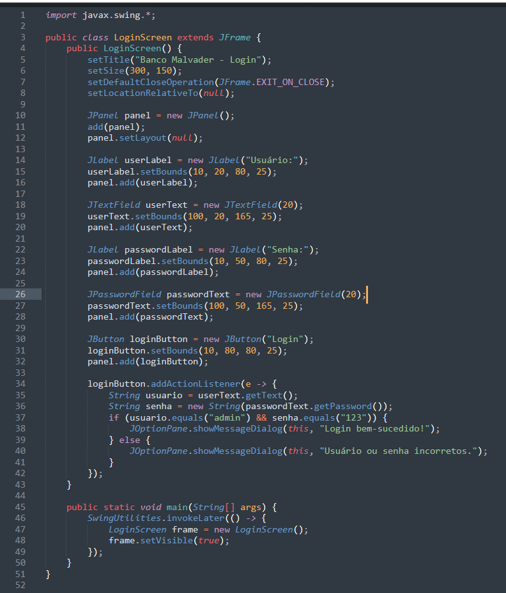 1 import javax.swing.*;
2
3 public class LoginScreen extends JFrame {
4     public LoginScreen() {
5         setTitle("Banco Malvader - Login");
6         setSize(300, 150);
7         setDefaultCloseOperation(JFrame.EXIT_ON_CLOSE);
8         setLocationRelativeTo(null);
9
10         JPanel panel = new JPanel();
11         add(panel);
12         panel.setLayout(null);
13
14         JLabel userLabel = new JLabel("Usuário:");
15         userLabel.setBounds(10, 20, 80, 25);
16         panel.add(userLabel);
17
18         JTextField userText = new JTextField(20);
19         userText.setBounds(100, 20, 165, 25);
20         panel.add(userText);
21
22         JLabel passwordLabel = new JLabel("Senha:");
23         passwordLabel.setBounds(10, 50, 80, 25);
24         panel.add(passwordLabel);
25
26         JPasswordField passwordText = new JPasswordField(20);
27         passwordText.setBounds(100, 50, 165, 25);
28         panel.add(passwordText);
29
30         JButton loginButton = new JButton("Login");
31         loginButton.setBounds(10, 80, 80, 25);
32         panel.add(loginButton);
33
34         loginButton.addActionListener(e -> {
35             String usuario = userText.getText();
36             String senha = new String(passwordText.getPassword());
37             if (usuario.equals("admin") && senha.equals("123")) {
38                 JOptionPane.showMessageDialog(this, "Login bem-sucedido!");
39             } else {
40                 JOptionPane.showMessageDialog(this, "Usuário ou senha incorretos.");
41             }
42         });
43     }
44
45     public static void main(String[] args) {
46         SwingUtilities.invokeLater(() -> {
47             LoginScreen frame = new LoginScreen();
48             frame.setVisible(true);
49         });
50     }
51 }
52